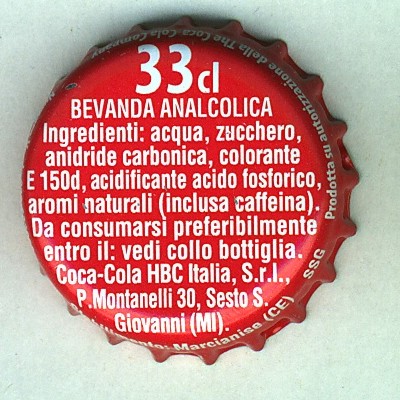 33cl
BEVANDA ANALCOLICA
Ingredienti: acqua, zucchero,
anidride carbonica, colorante
E 150d, acidificante acido fosforico,
aromi naturali (inclusa caffeina).
Da consumarsi preferibilmente
entro il: vedi collo bottiglia.
Coca-Cola HBC Italia, S.r.l.,
P.Montanelli 30, Sesto S.
Giovanni (MI).
Prodotta su autorizzazione della The Coca-Cola Company
Marcianise (CE) SSG